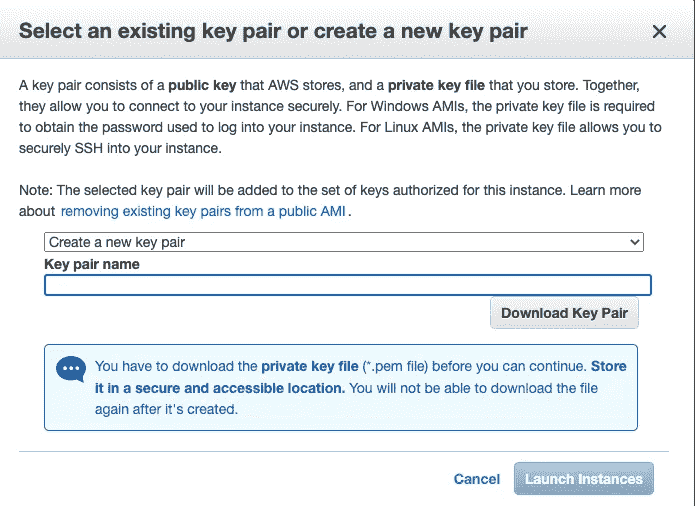 Select an existing key pair or create a new key pair
A key pair consists of a public key that AWS stores, and a private key file that you store. Together,
they allow you to connect to your instance securely. For Windows AMIs, the private key file is required
to obtain the password used to log into your instance. For Linux AMIs, the private key file allows you to
securely SSH into your instance.
Note: The selected key pair will be added to the set of keys authorized for this instance. Learn more
about removing existing key pairs from a public AMI .
Create a new key pair
Key pair name
Download Key Pair
You have to download the private key file (*.pem file) before you can continue. Store
it in a secure and accessible location. You will not be able to download the file
again after it's created.
Cancel Launch Instances